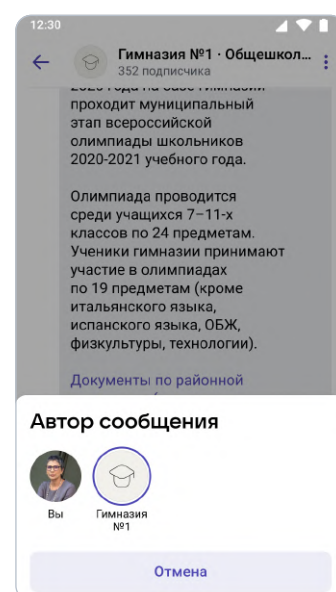 12:30
Гимназия №1 · Общешкол...
352 подписчика
2020 года на базе гимназии
проходит муниципальный
этап всероссийской
олимпиады школьников
2020-2021 учебного года.
Олимпиада проводится
среди учащихся 7–11-х
классов по 24 предметам.
Ученики гимназии принимают
участие в олимпиадах
по 19 предметам (кроме
итальянского языка,
испанского языка, ОБЖ,
физкультуры, технологии).
Документы по районной
Автор сообщения
Вы
Гимназия
№1
Отмена